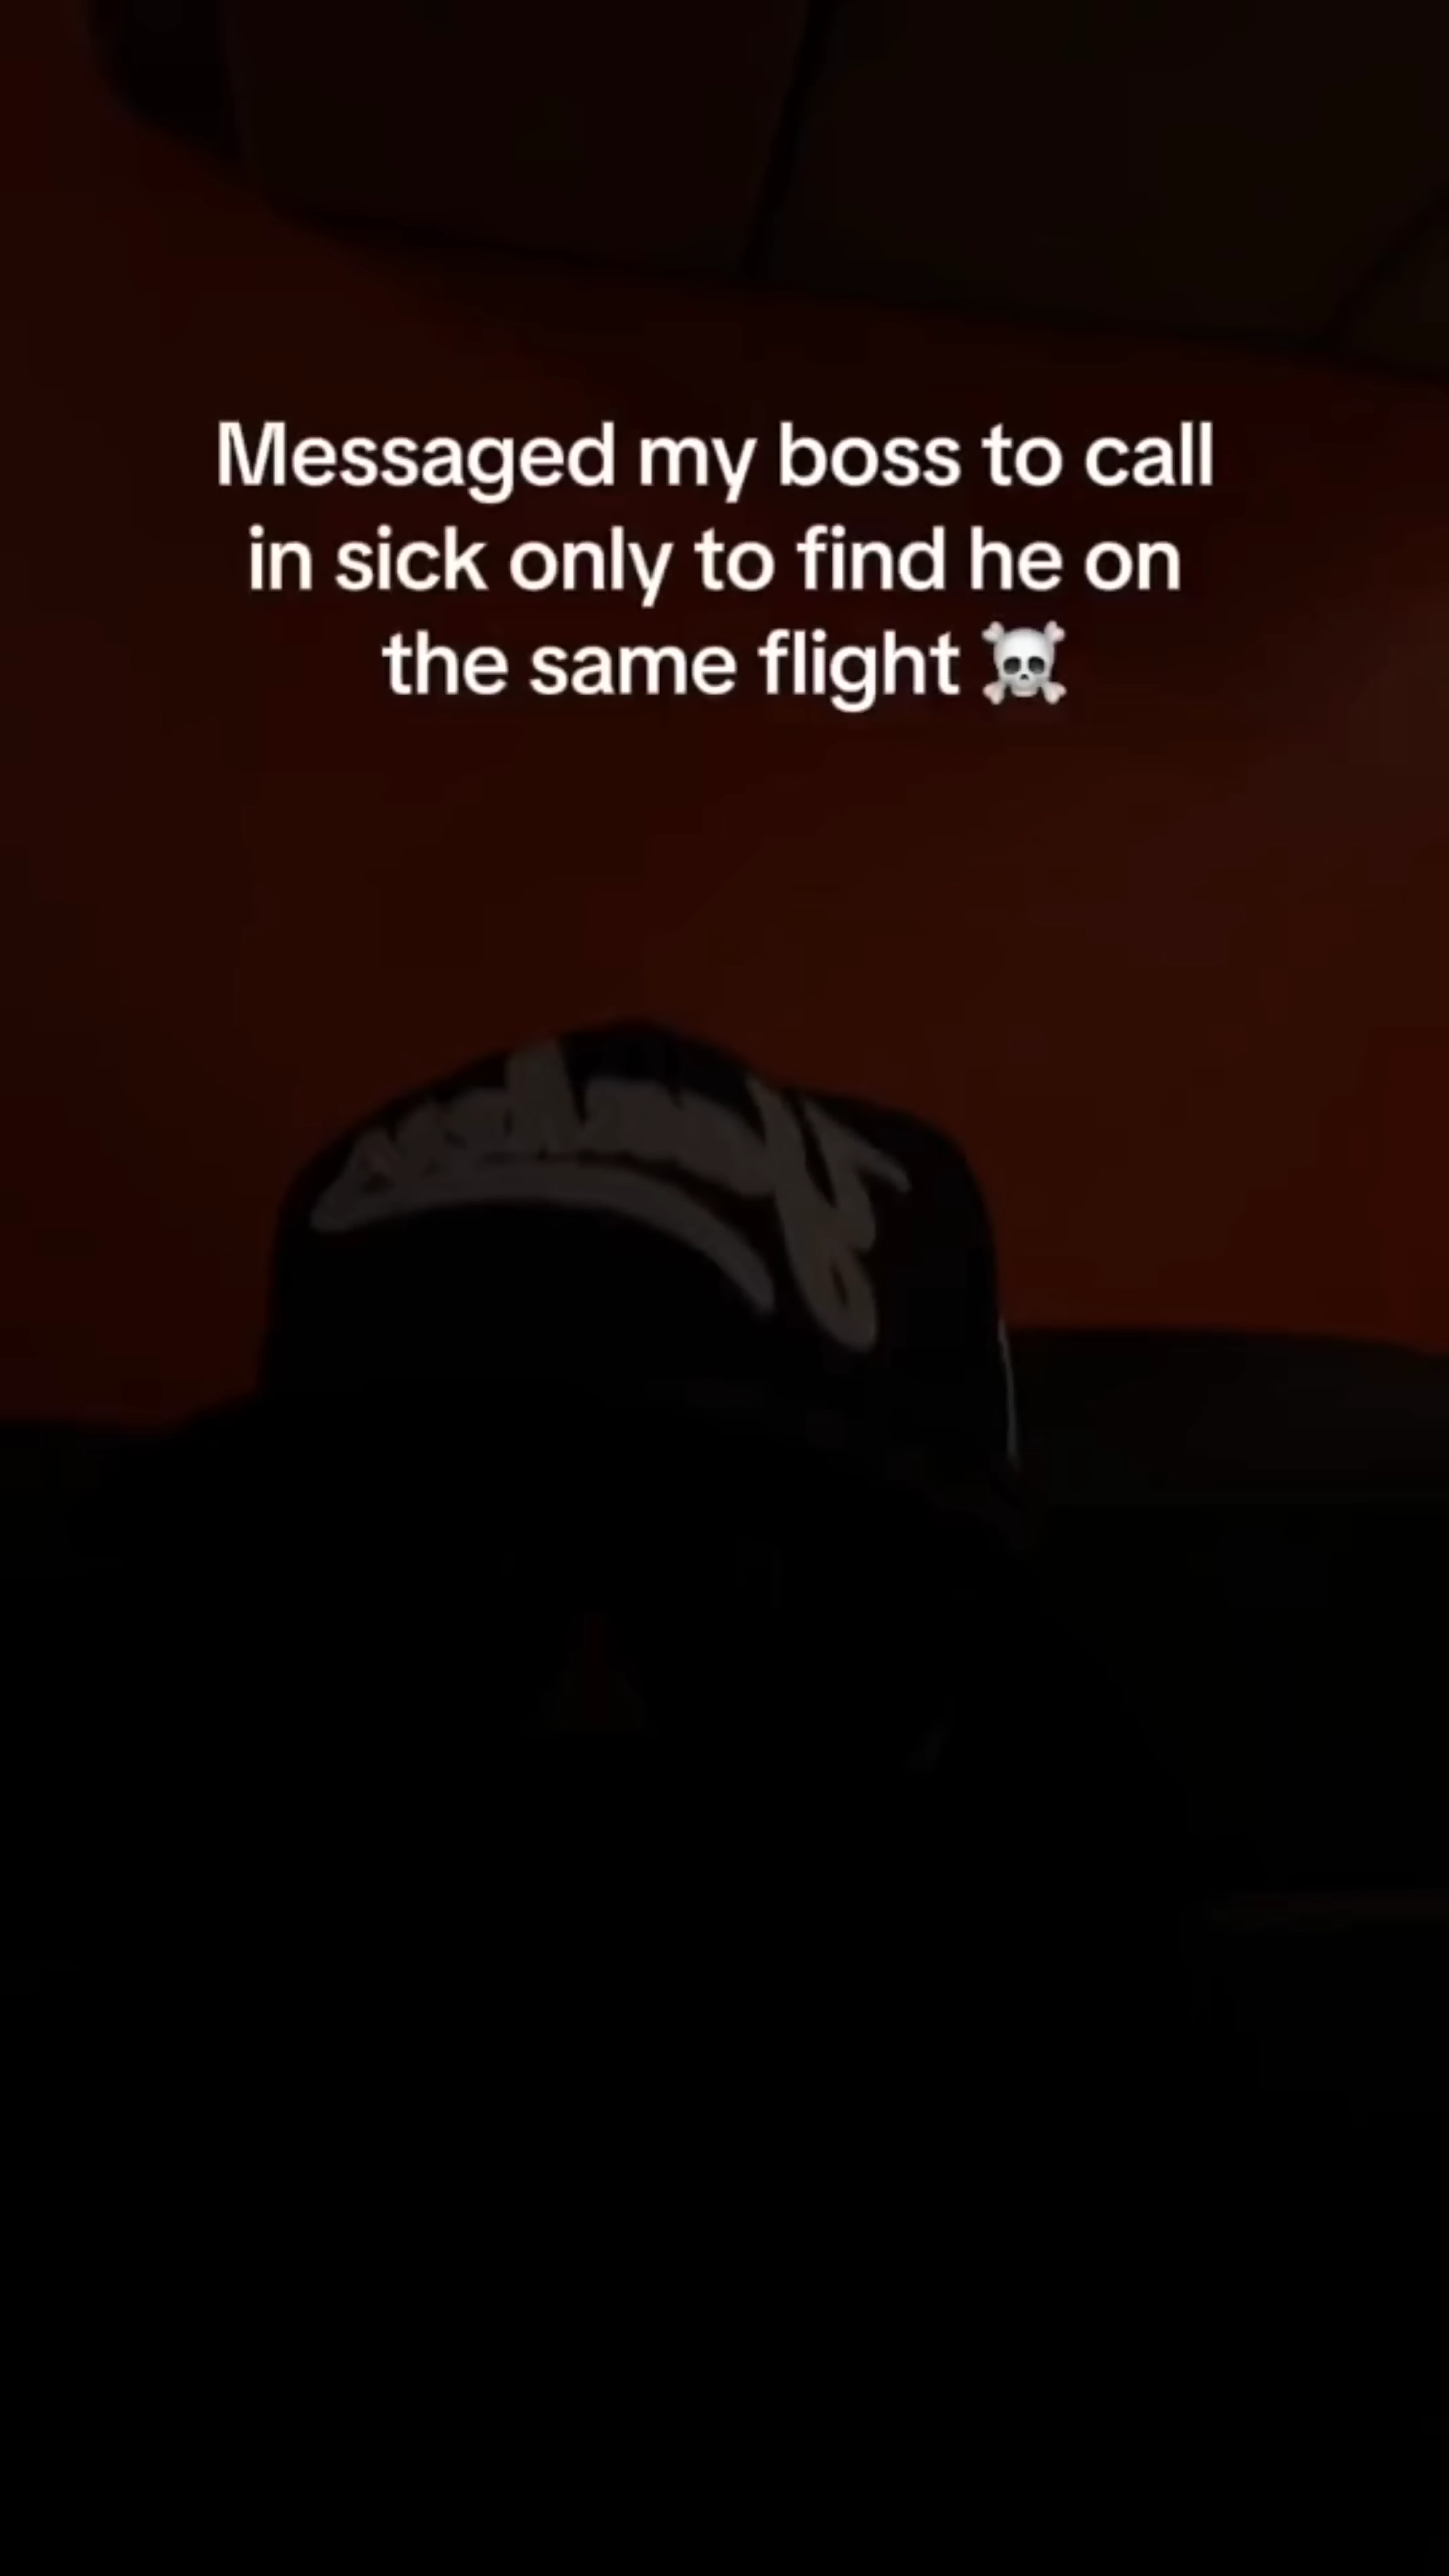 Messaged my boss to call
in sick only to find he on
the same flight ☠️